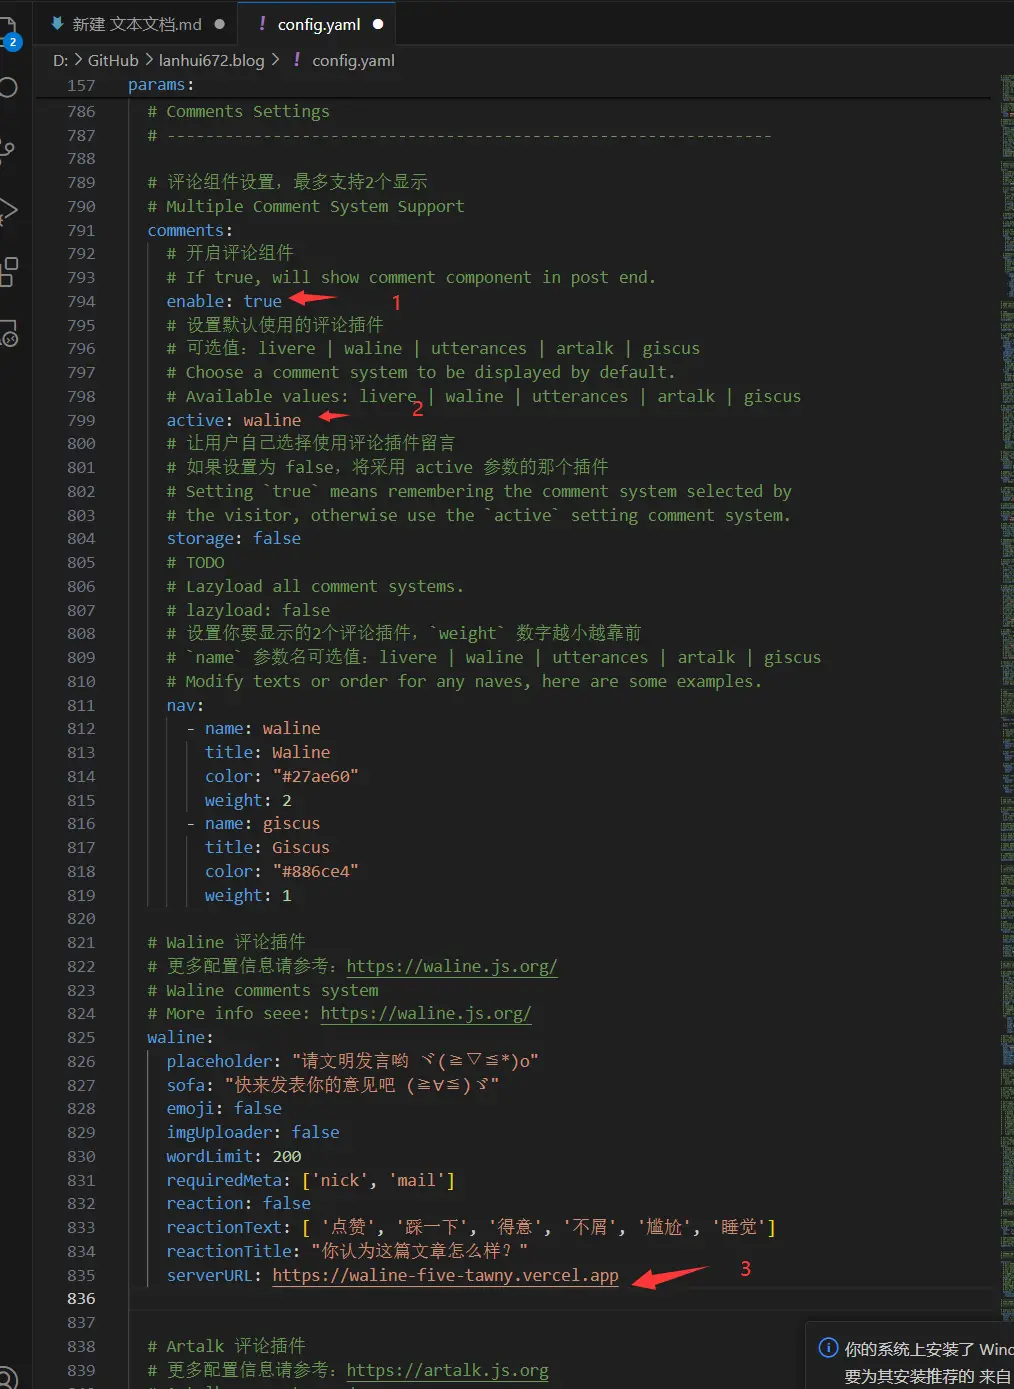 新建 文本文档.md ●
! config.yaml ●
2
D: > GitHub > lanhui672.blog > ! config.yaml
157 params:
786 # Comments Settings
787 # ---------------------------------------------------------------
788
789 # 评论组件设置，最多支持2个显示
790 # Multiple Comment System Support
791 comments:
792 # 开启评论组件
793 # If true, will show comment component in post end.
794 enable: true 1
795 # 设置默认使用的评论插件
796 # 可选值：livere | waline | utterances | artalk | giscus
797 # Choose a comment system to be displayed by default.
798 # Available values: livere | waline | utterances | artalk | giscus
799 active: waline 2
800 # 让用户自己选择使用评论插件留言
801 # 如果设置为 false，将采用 active 参数的那个插件
802 # Setting `true` means remembering the comment system selected by
803 # the visitor, otherwise use the `active` setting comment system.
804 storage: false
805 # TODO
806 # Lazyload all comment systems.
807 # lazyload: false
808 # 设置你要显示的2个评论插件，`weight` 数字越小越靠前
809 # `name` 参数名可选值：livere | waline | utterances | artalk | giscus
810 # Modify texts or order for any naves, here are some examples.
811 nav:
812 - name: waline
813 title: Waline
814 color: "#27ae60"
815 weight: 2
816 - name: giscus
817 title: Giscus
818 color: "#886ce4"
819 weight: 1
820
821 # Waline 评论插件
822 # 更多配置信息请参考：https://waline.js.org/
823 # Waline comments system
824 # More info seee: https://waline.js.org/
825 waline:
826 placeholder: "请文明发言哟 ヾ(≧▽≦*)o"
827 sofa: "快来发表你的意见吧 (≧∀≦)ゞ"
828 emoji: false
829 imgUploader: false
830 wordLimit: 200
831 requiredMeta: ['nick', 'mail']
832 reaction: false
833 reactionText: [ '点赞', '踩一下', '得意', '不屑', '尴尬', '睡觉']
834 reactionTitle: "你认为这篇文章怎么样？"
835 serverURL: https://waline-five-tawny.vercel.app 3
836
837
838 # Artalk 评论插件
839 # 更多配置信息请参考：https://artalk.js.org
你的系统上安装了 Wind
要为其安装推荐的 来自